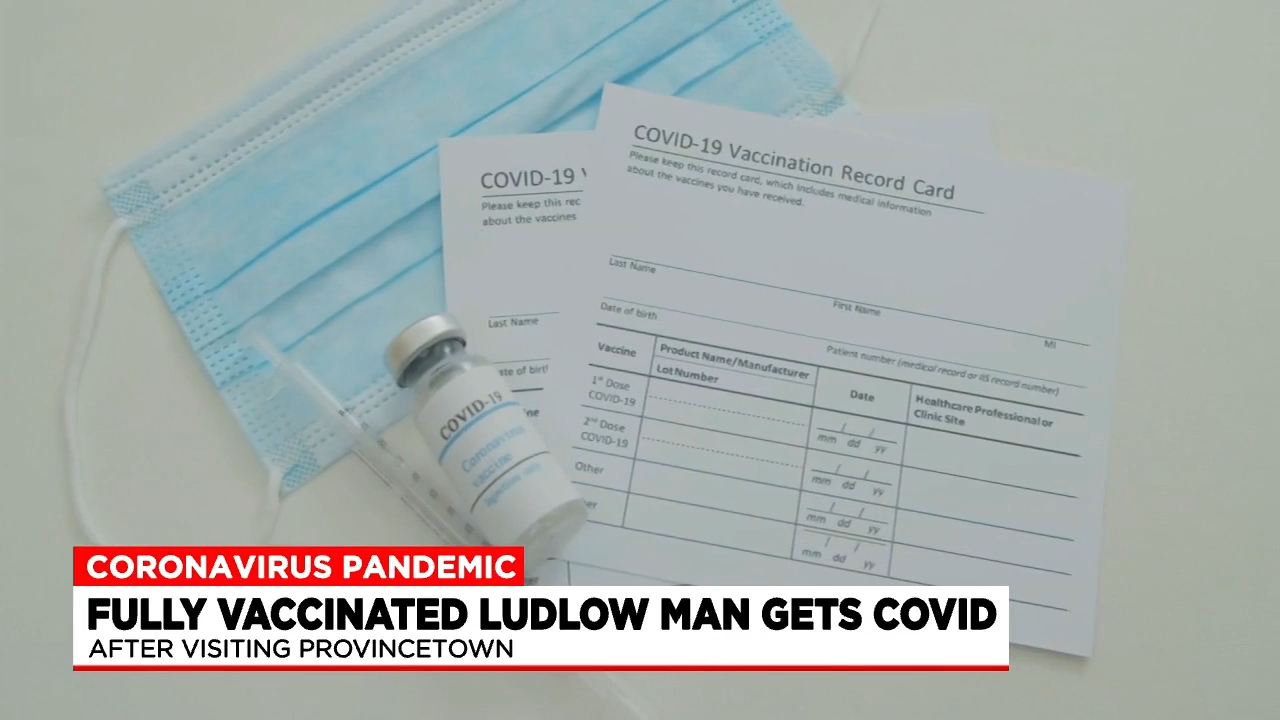 COVID-19 Vaccination Record Card
Please keep this record card, which includes medical information
about the vaccines you have received.
Last Name
First Name
MI
Date of birth
Patient number (medical record or IIS record number)
Vaccine
Product Name/Manufacturer
Lot Number
Date
Healthcare Professional or
Clinic Site
1st Dose
COVID-19
mm dd yy
2nd Dose
COVID-19
mm dd yy
Other
mm dd yy
mm dd yy
COVID-19
Please keep this rec
about the vaccines
Last Name
COVID-19
Coronavirus
vaccine
CORONAVIRUS PANDEMIC
FULLY VACCINATED LUDLOW MAN GETS COVID
AFTER VISITING PROVINCETOWN